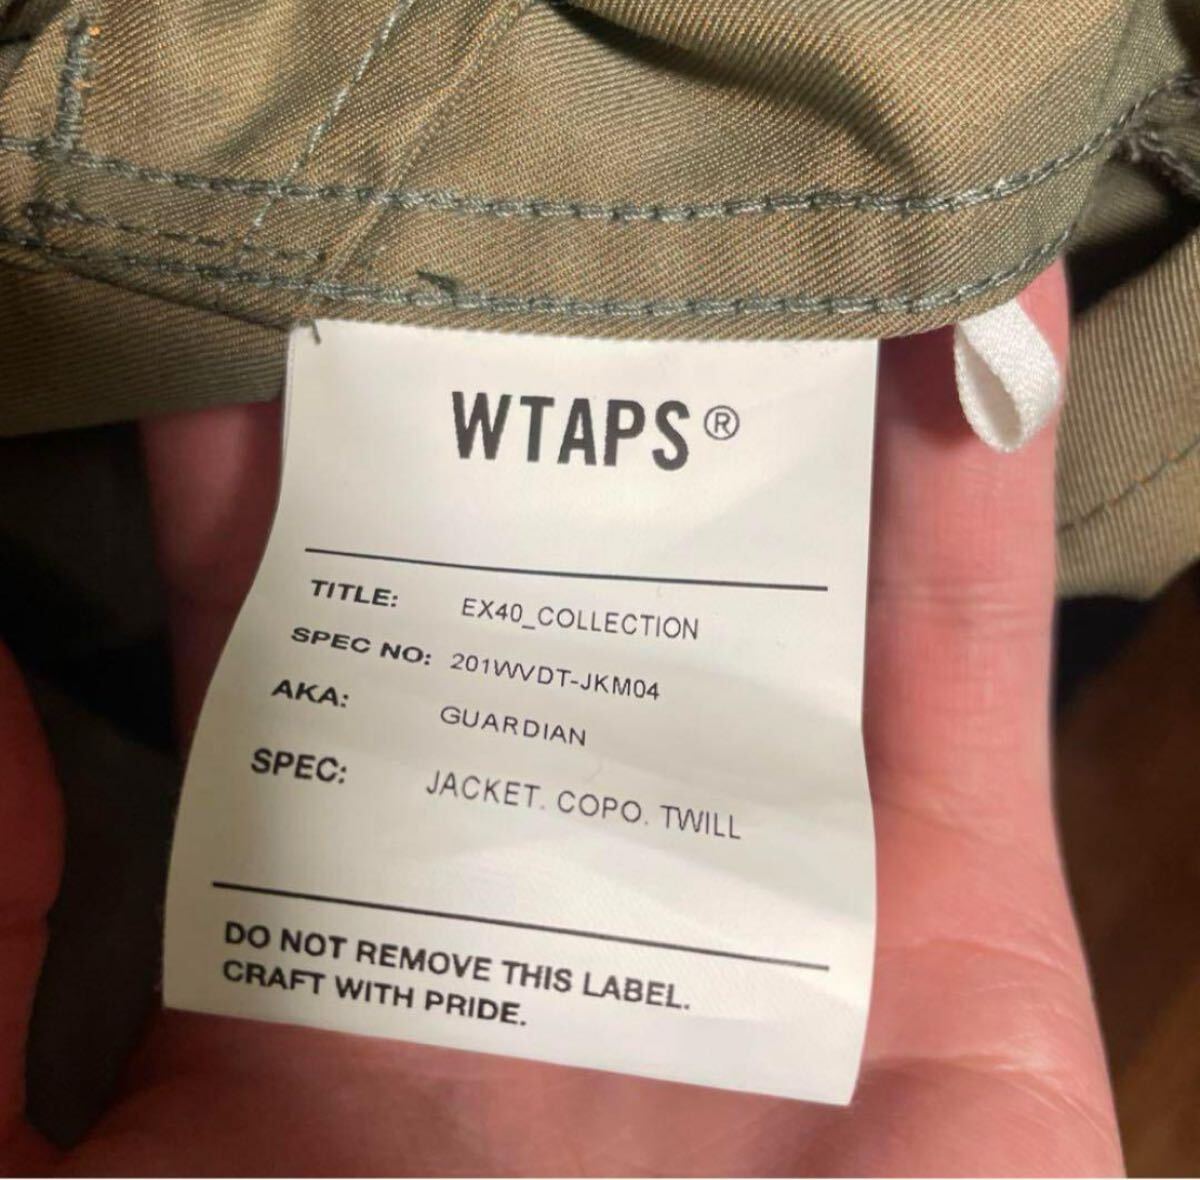 WTAPS®
TITLE: EX40_COLLECTION
SPEC NO: 201WVDT-JKM04
AKA: GUARDIAN
SPEC: JACKET. COPO. TWILL
DO NOT REMOVE THIS LABEL.
CRAFT WITH PRIDE.